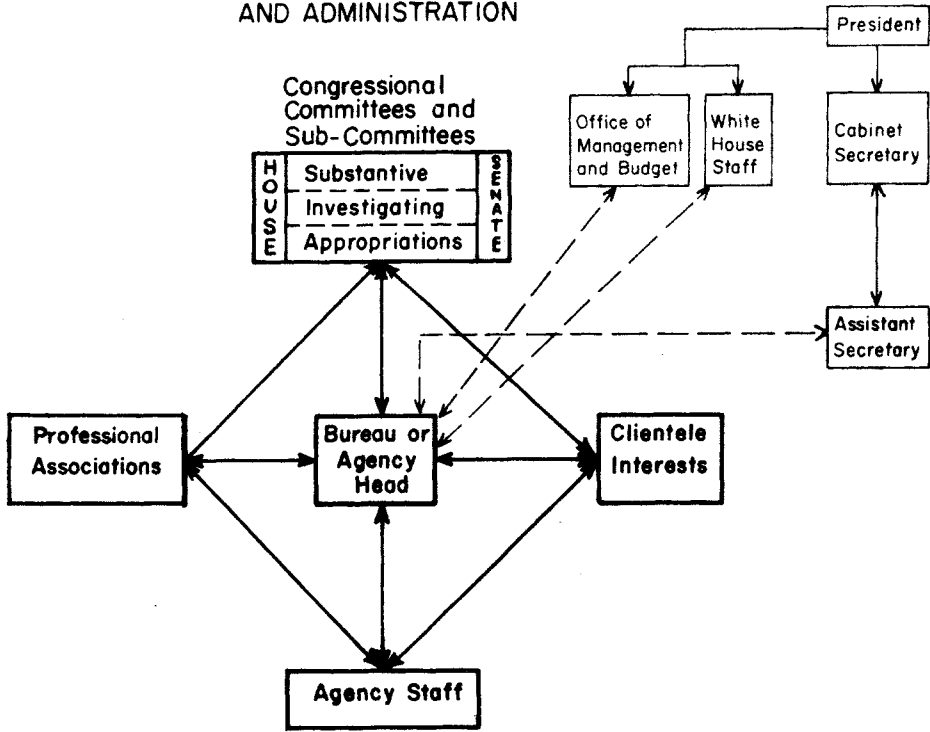 AND ADMINISTRATION
President
Congressional
Committees and
Sub-Committees
HOUSE
Substantive
Investigating
Appropriations
SENATE
Office of
Management
and Budget
White
House
Staff
Cabinet
Secretary
Assistant
Secretary
Professional
Associations
Bureau or
Agency
Head
Clientele
Interests
Agency Staff